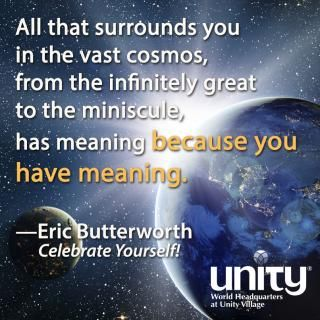 All that surrounds you
in the vast cosmos,
from the infinitely great
to the miniscule,
has meaning because you
have meaning.
—Eric Butterworth
Celebrate Yourself!
unity®
World Headquarters
at Unity Village